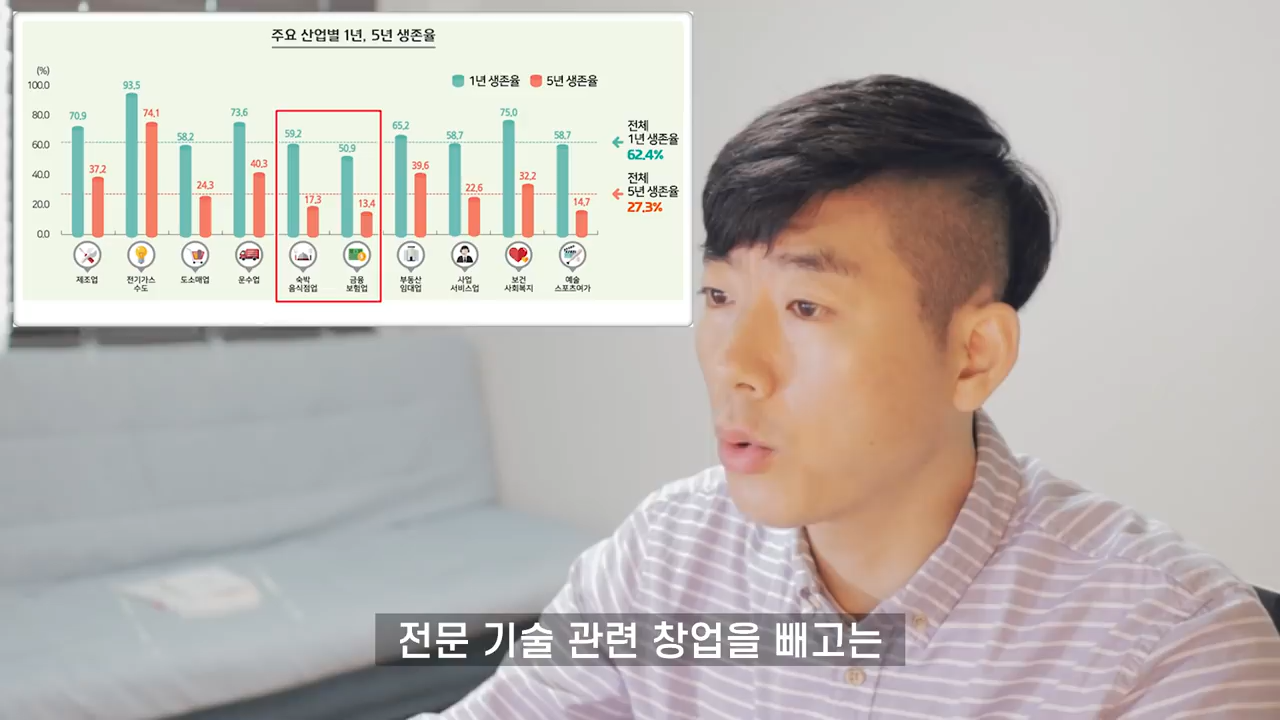 주요 산업별 1년, 5년 생존율
(%)
1년 생존율 5년 생존율
100.0
80.0
60.0
40.0
20.0
0.0
70,9 37,2
93,5 74,1
58,2 24,3
73,6 40,3
59,2 17,3
50,9 13,4
65,2 39,6
58,7 22,6
75,0 32,2
58,7 14,7
전체
1년 생존율
62.4%
전체
5년 생존율
27.3%
제조업
전기가스
수도
도소매업
운수업
숙박
음식점업
금융
보험업
부동산
임대업
사업
서비스업
보건
사회복지
예술
스포츠여가
전문 기술 관련 창업을 빼고는